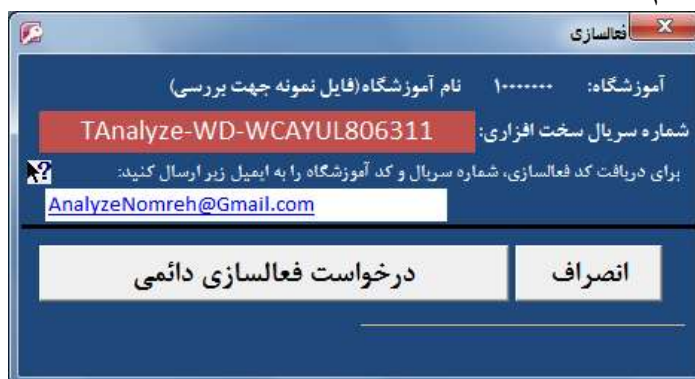 فعالسازی
آموزشگاه: ۱۰۰۰۰۰۰۰ نام آموزشگاه(فایل نمونه جهت بررسی)
شماره سریال سخت افزاری: TAnalyze-WD-WCAYUL806311
برای دریافت کد فعالسازی، شماره سریال و کد آموزشگاه را به ایمیل زیر ارسال کنید:
AnalyzeNomreh@Gmail.com
انصراف درخواست فعالسازی دائمی